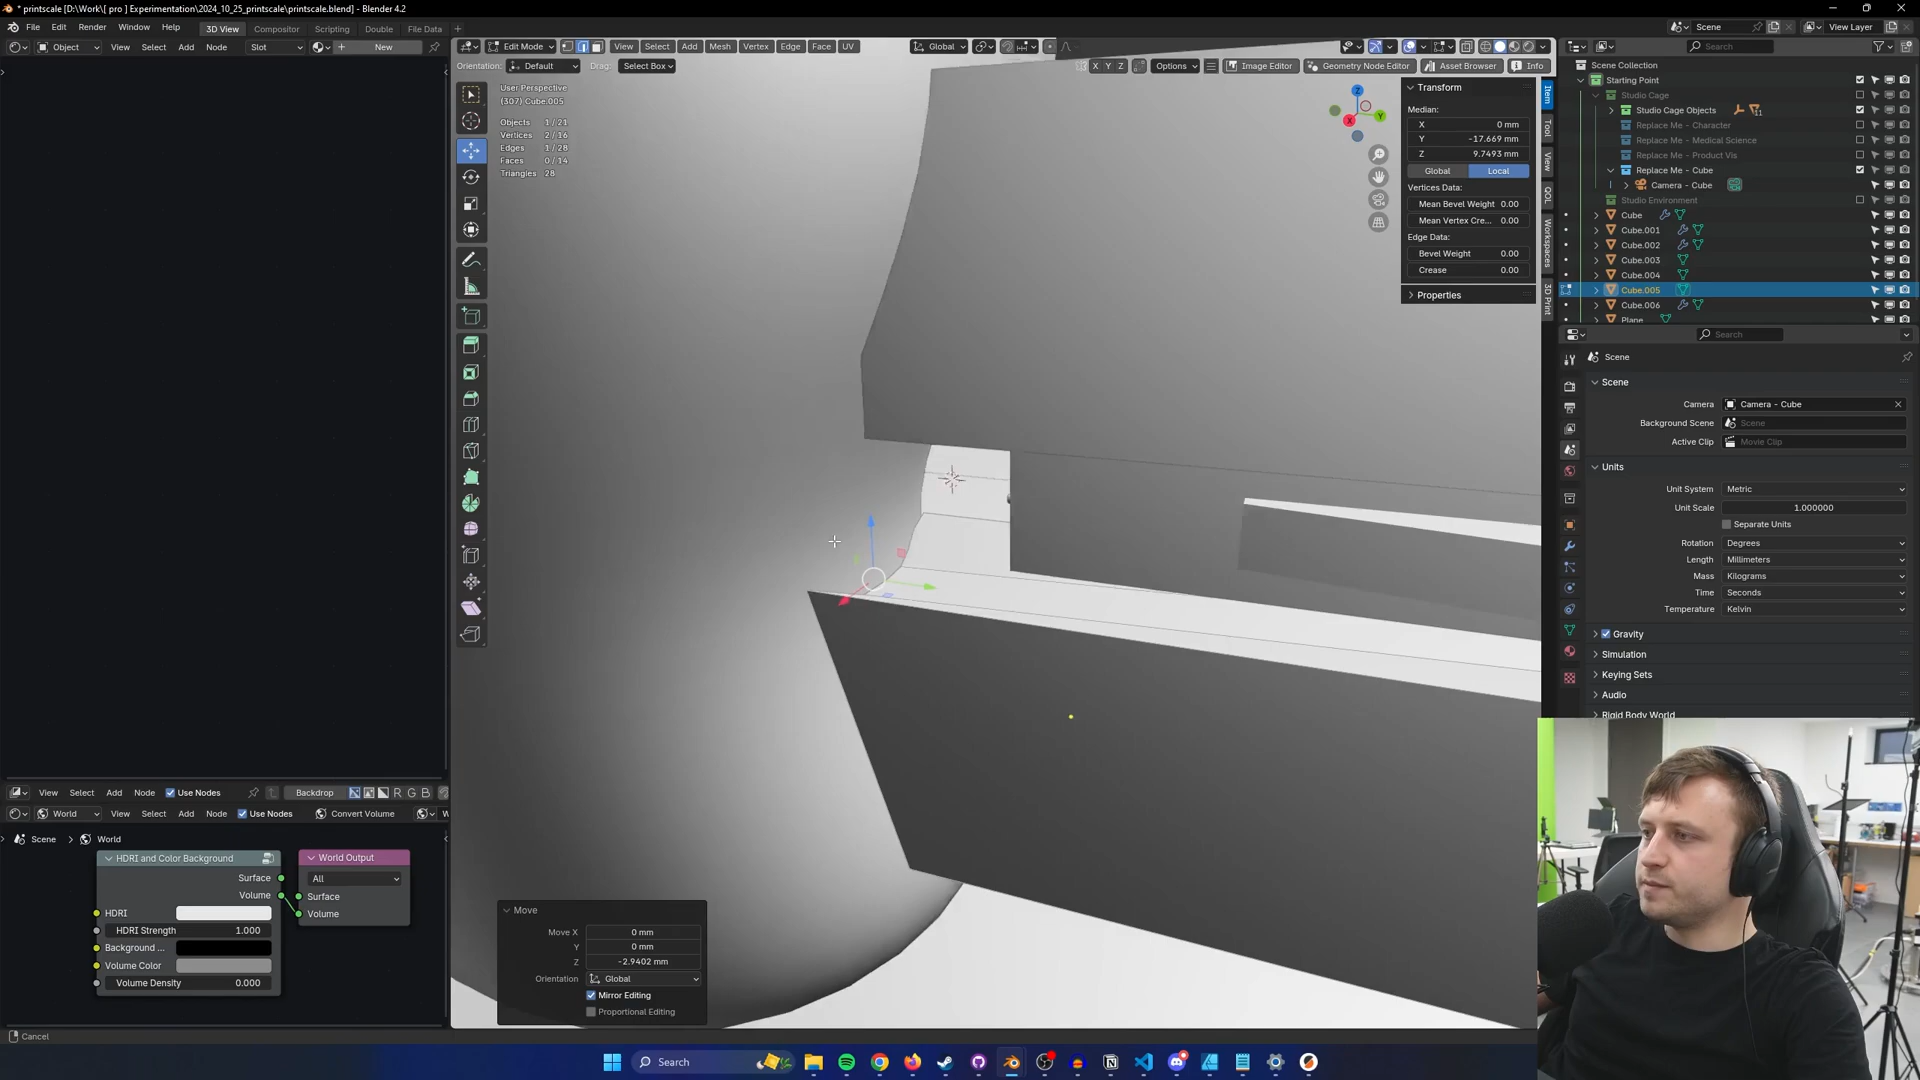 * printscale [D:\Work\[ pro ] Experimentation\2024_10_25_printscale\printscale.blend] - Blender 4.2
File Edit Render Window Help
3D View Compositor Scripting Double File Data
Scene View Layer
Object View Select Add Node Slot New
Edit Mode View Select Add Mesh Vertex Edge Face UV Global
Search
Orientation: Default Drag: Select Box
X Y Z Options Image Editor Geometry Node Editor Asset Browser Info
User Perspective
(307) Cube.005
Objects 1/21
Vertices 2/16
Edges 1/28
Faces 0/14
Triangles 28
Z
Y
X
Transform
Median:
X 0 mm
Y -17.669 mm
Z 9.7493 mm
Global Local
Vertices Data:
Mean Bevel Weight 0.00
Mean Vertex Cre... 0.00
Edge Data:
Bevel Weight 0.00
Crease 0.00
Properties
Item
Tool
View
QOL
Workspaces
3D Print
Scene Collection
Starting Point
Studio Cage
Studio Cage Objects 11
Replace Me - Character
Replace Me - Medical Science
Replace Me - Product Vis
Replace Me - Cube
Camera - Cube
Studio Environment
Cube
Cube.001
Cube.002
Cube.003
Cube.004
Cube.005
Cube.006
Plane
Search
Scene
Scene
Camera Camera - Cube
Background Scene Scene
Active Clip Movie Clip
Units
Unit System Metric
Unit Scale 1.000000
Separate Units
Rotation Degrees
Length Millimeters
Mass Kilograms
Time Seconds
Temperature Kelvin
Gravity
Simulation
Keying Sets
Audio
Rigid Body World
View Select Add Node Use Nodes Backdrop R G B
World View Select Add Node Use Nodes Convert Volume W
Scene World
HDRI and Color Background
Surface
Volume
HDRI
HDRI Strength 1.000
Background ...
Volume Color
Volume Density 0.000
World Output
All
Surface
Volume
Move
Move X 0 mm
Y 0 mm
Z -2.9402 mm
Orientation Global
Mirror Editing
Proportional Editing
Cancel
Search